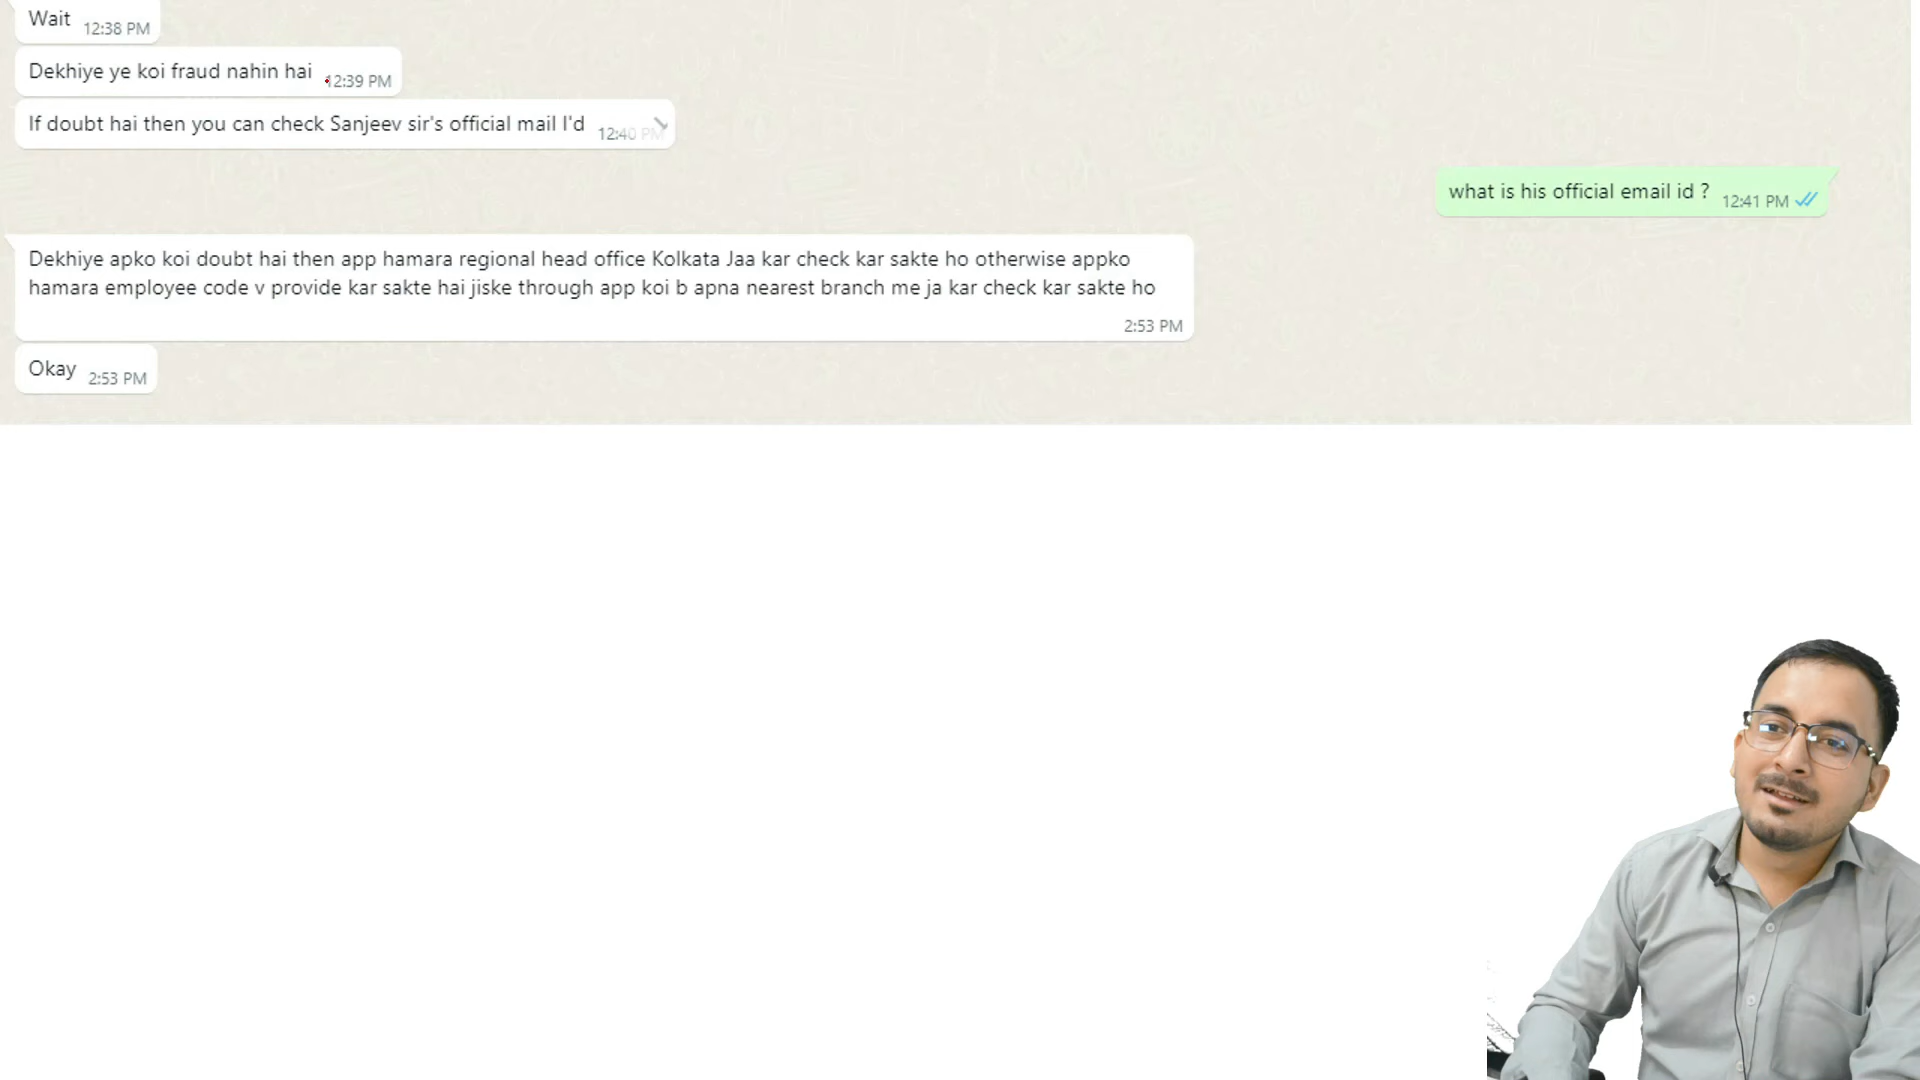 Wait 12:38 PM
Dekhiye ye koi fraud nahin hai 12:39 PM
If doubt hai then you can check Sanjeev sir's official mail I'd 12:40 PM
what is his official email id ? 12:41 PM
Dekhiye apko koi doubt hai then app hamara regional head office Kolkata Jaa kar check kar sakte ho otherwise appko
hamara employee code v provide kar sakte hai jiske through app koi b apna nearest branch me ja kar check kar sakte ho
2:53 PM
Okay 2:53 PM